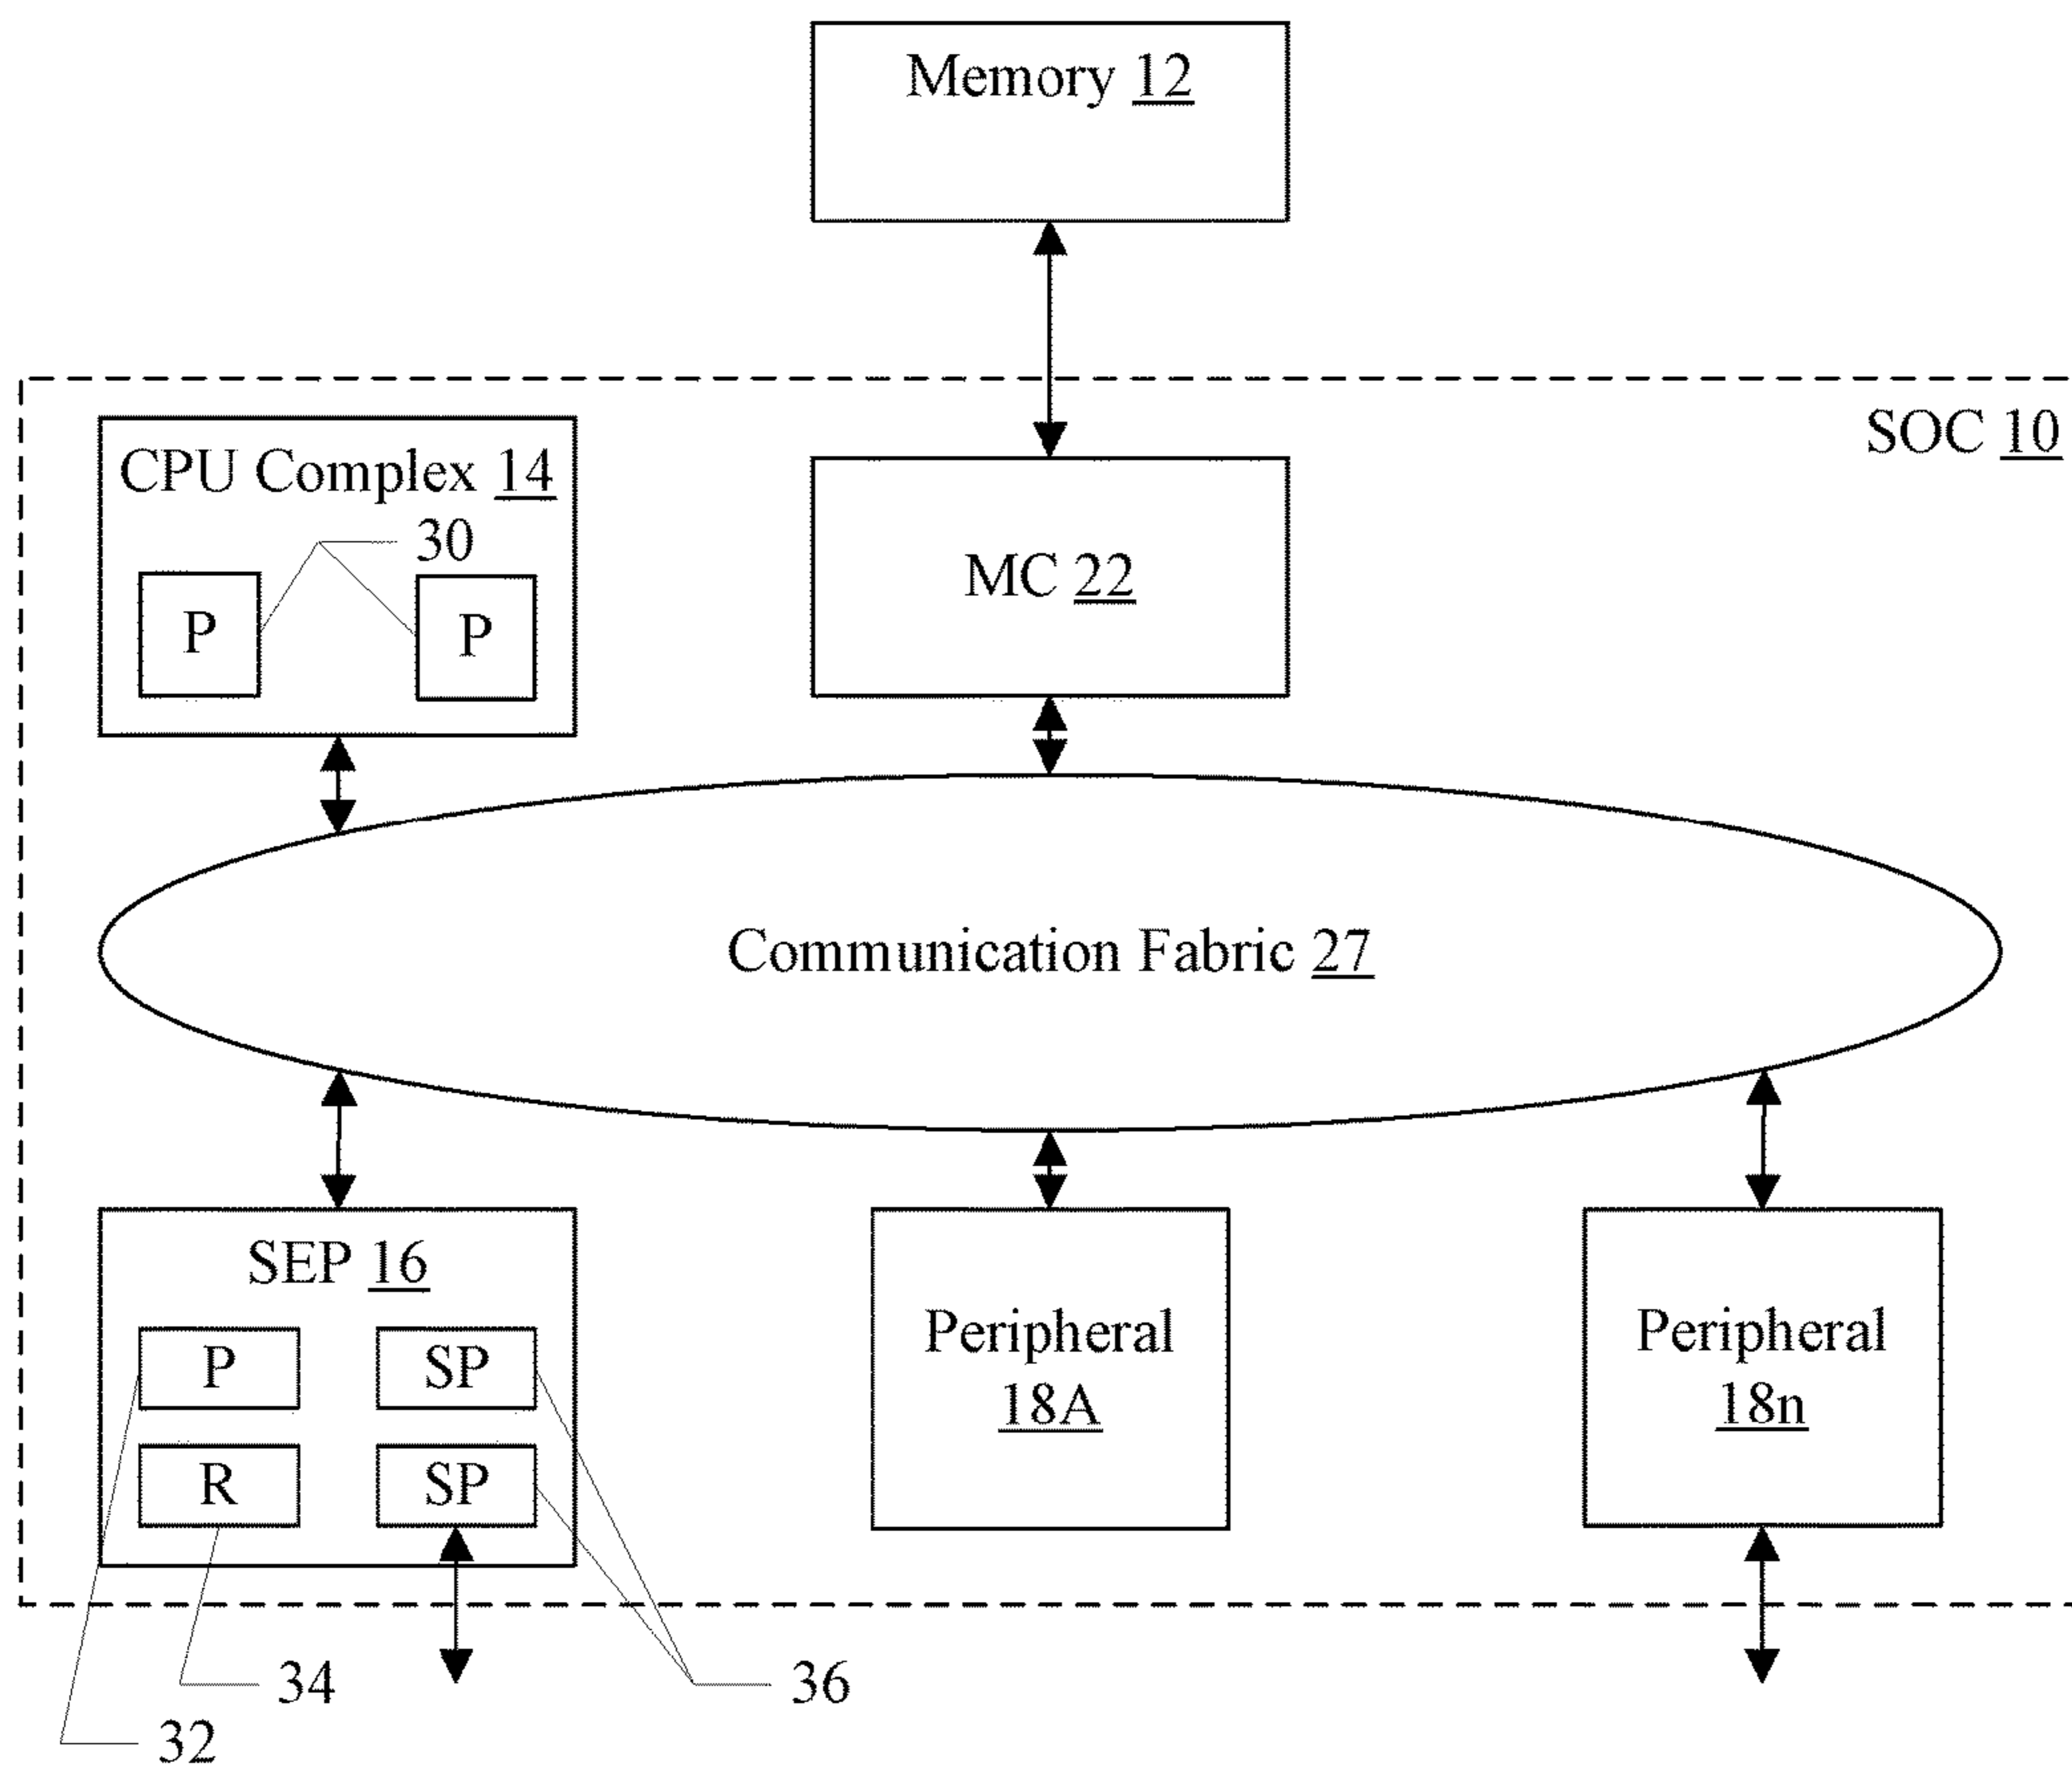 Memory 12
SOC 10
CPU Complex 14
30
P
P
MC 22
Communication Fabric 27
SEP 16
P
SP
R
SP
Peripheral
18A
Peripheral
18n
34
36
32